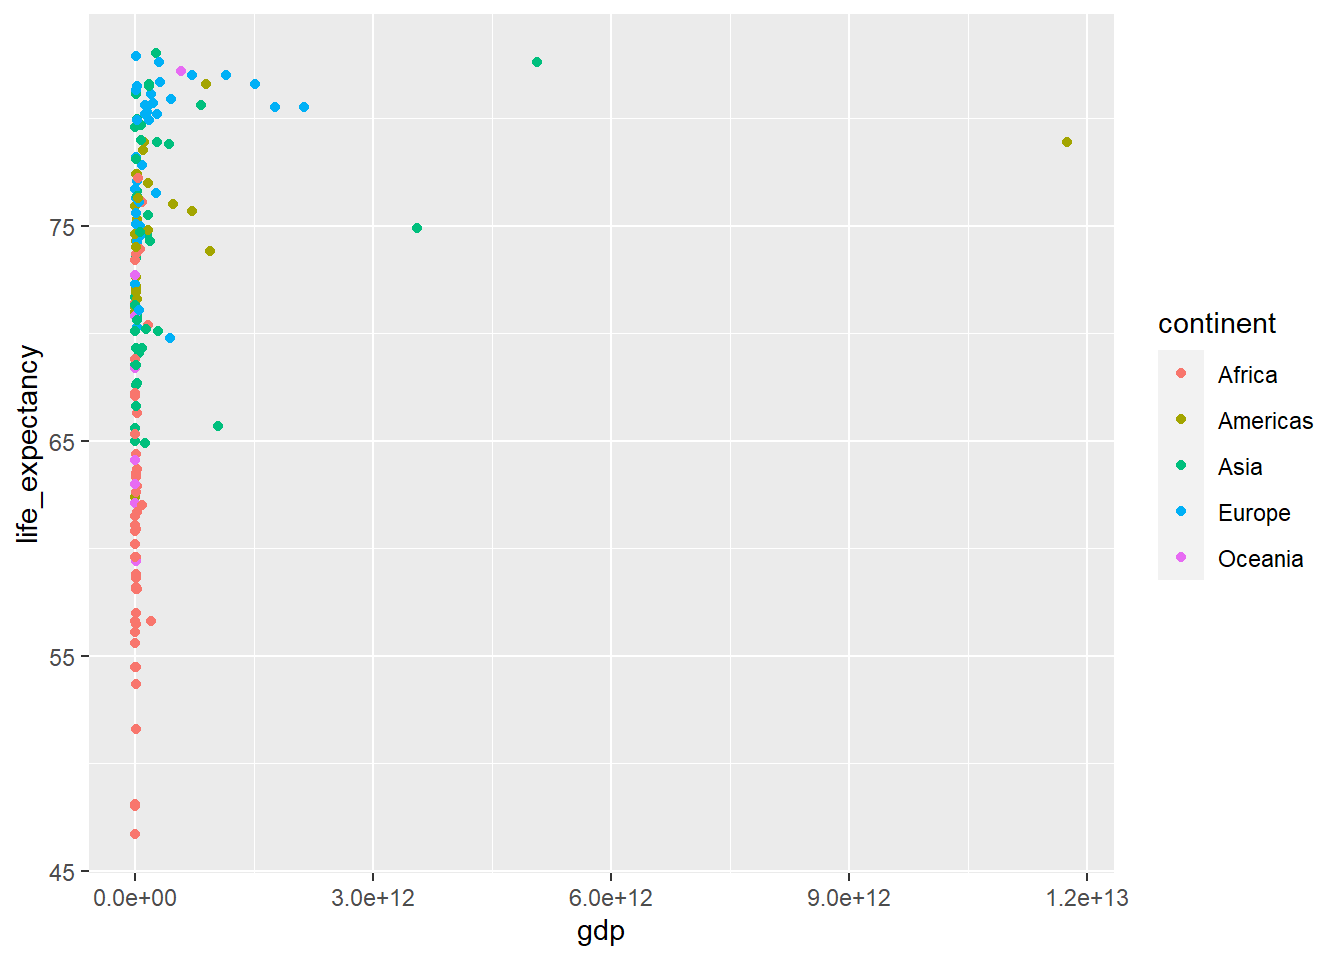 life_expectancy
75
65
55
45
0.0e+00 3.0e+12 6.0e+12 9.0e+12 1.2e+13
gdp
continent
Africa
Americas
Asia
Europe
Oceania